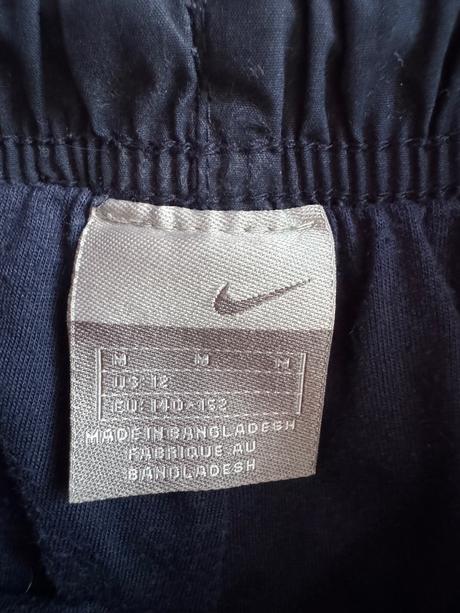 M M M
US 12
EU 140-152
MADE IN BANGLADESH
FABRIQUE AU
BANGLADESH